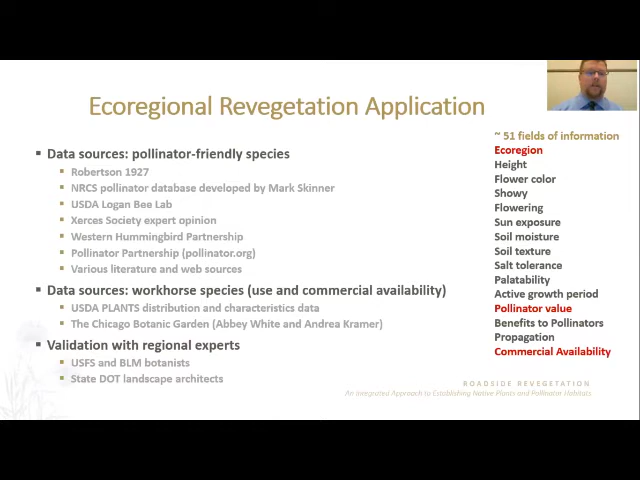 Ecoregional Revegetation Application
Data sources: pollinator-friendly species
Robertson 1927
NRCS pollinator database developed by Mark Skinner
USDA Logan Bee Lab
Xerces Society expert opinion
Western Hummingbird Partnership
Pollinator Partnership (pollinator.org)
Various literature and web sources
Data sources: workhorse species (use and commercial availability)
USDA PLANTS distribution and characteristics data
The Chicago Botanic Garden (Abbey White and Andrea Kramer)
Validation with regional experts
USFS and BLM botanists
State DOT landscape architects
~ 51 fields of information
Ecoregion
Height
Flower color
Showy
Flowering
Sun exposure
Soil moisture
Soil texture
Salt tolerance
Palatability
Active growth period
Pollinator value
Benefits to Pollinators
Propagation
Commercial Availability
ROADSIDE REVEGETATION
An Integrated Approach to Establishing Native Plants and Pollinator Habitats